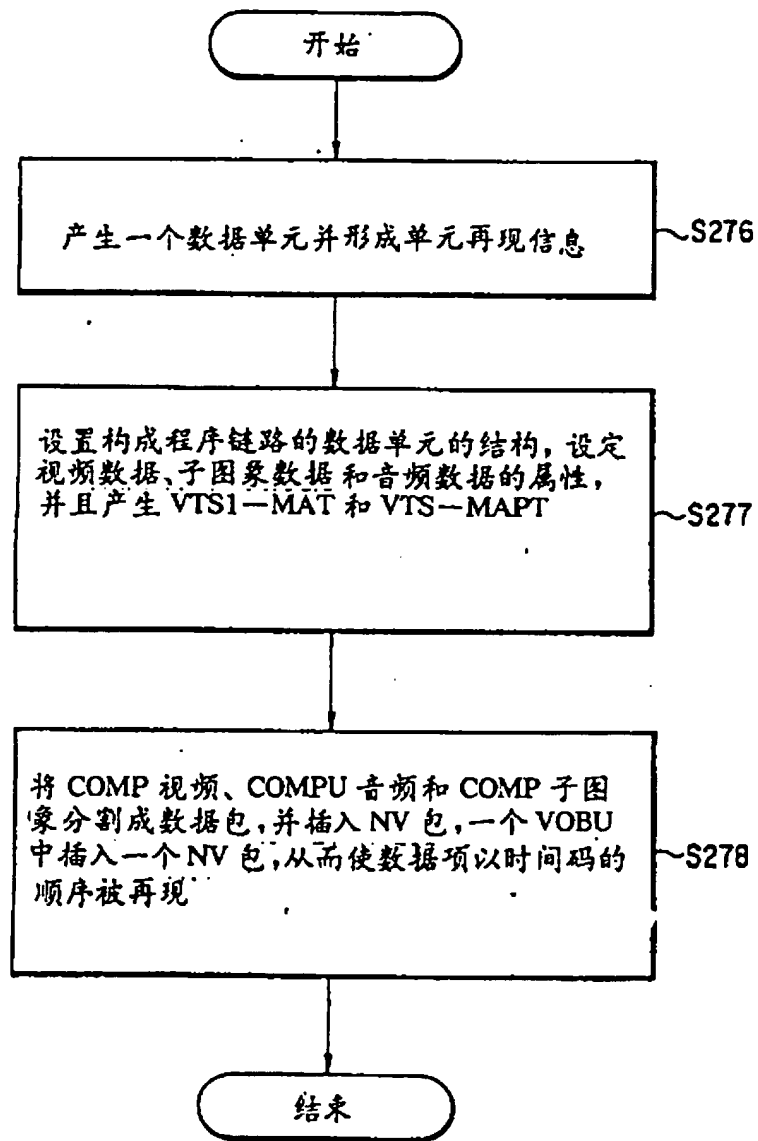 开始
产生一个数据单元并形成单元再现信息
S276
设置构成程序链路的数据单元的结构，设定
视频数据、子图象数据和音频数据的属性，
并且产生 VTS1—MAT 和 VTS—MAPT
S277
将 COMP 视频、COMPU 音频和 COMP 子图
象分割成数据包，并插入 NV 包，一个 VOBU
中插入一个 NV 包，从而使数据项以时间码的
顺序被再现
S278
结束